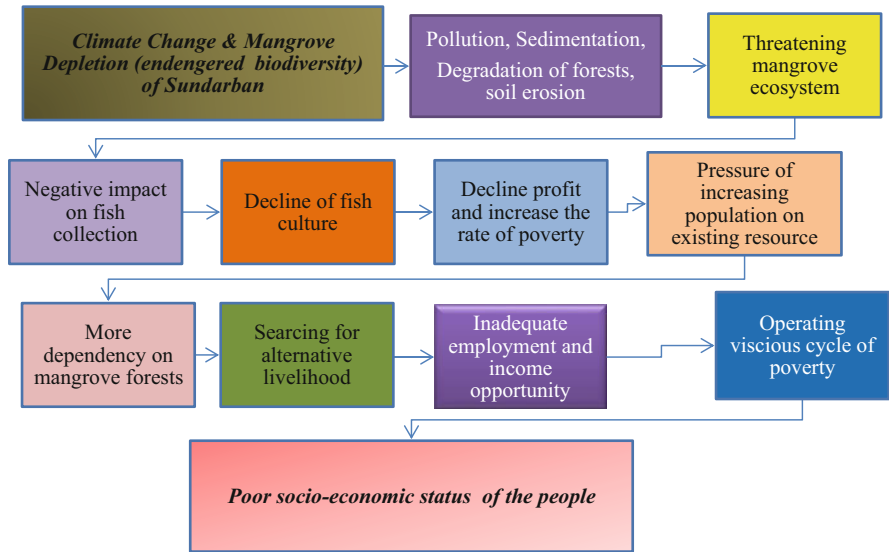 Climate Change & Mangrove
Depletion (endangered biodiversity)
of Sundarban
Pollution, Sedimentation,
Degradation of forests,
soil erosion
Threatening
mangrove
ecosystem
Negative impact
on fish
collection
Decline of fish
culture
Decline profit
and increase the
rate of poverty
Pressure of
increasing
population on
existing resource
More
dependency on
mangrove forests
Searcing for
alternative
livelihood
Inadequate
employment and
income
opportunity
Operating
viscious cycle of
poverty
Poor socio-economic status of the people